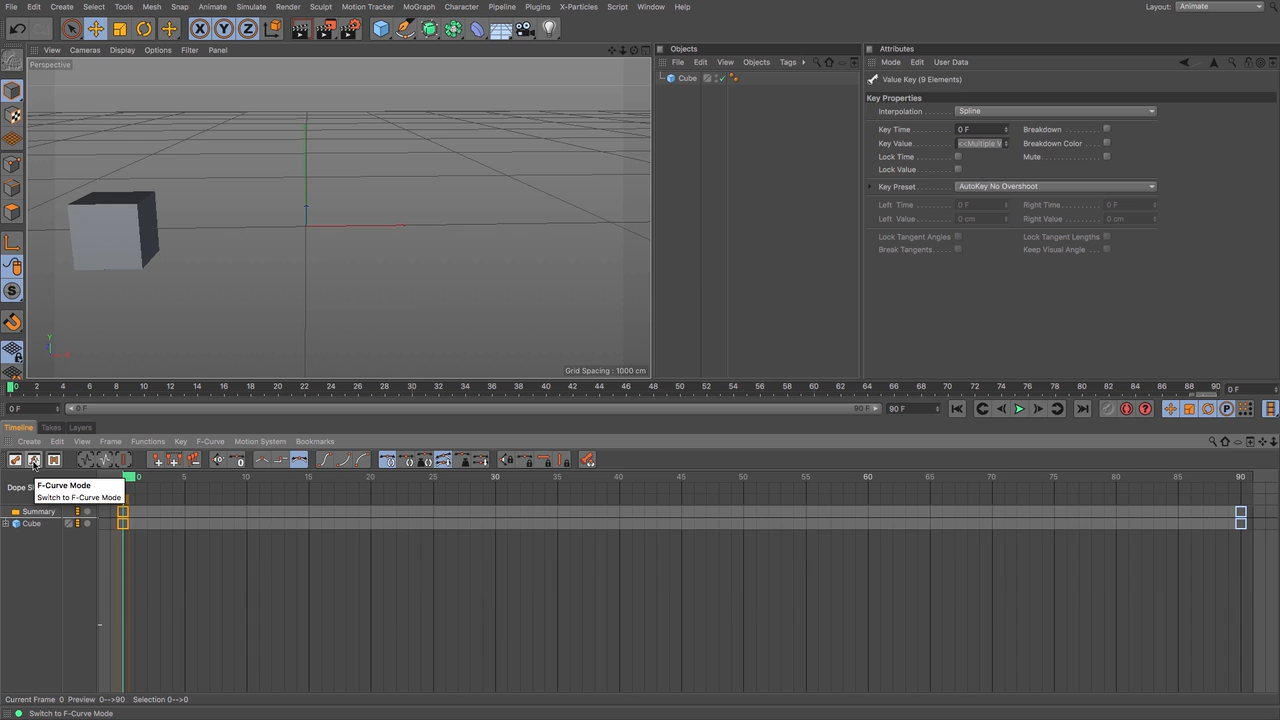 File Edit Create Select Tools Mesh Snap Animate Simulate Render Sculpt Motion Tracker MoGraph Character Pipeline Plugins X-Particles Script Window Help Layout: Animate
X Y Z
View Cameras Display Options Filter Panel
Perspective
Y
Grid Spacing : 1000 cm
Objects
File Edit View Objects Tags
Cube
Attributes
Mode Edit User Data
Value Key (9 Elements)
Key Properties
Interpolation Spline
Key Time 0 F Breakdown
Key Value <<Multiple V Breakdown Color
Lock Time Mute
Lock Value
Key Preset AutoKey No Overshoot
Left Time 0 F Right Time 0 F
Left Value 0 cm Right Value 0 cm
Lock Tangent Angles Lock Tangent Lengths
Break Tangents Keep Visual Angle
0 2 4 6 8 10 12 14 16 18 20 22 24 26 28 30 32 34 36 38 40 42 44 46 48 50 52 54 56 58 60 62 64 66 68 70 72 74 76 78 80 82 84 86 88 90 0 F
0 F 0 F 90 F 90 F
Timeline Takes Layers
Create Edit View Frame Functions Key F-Curve Motion System Bookmarks
F-Curve Mode
Switch to F-Curve Mode
Dope S
0 5 10 15 20 25 30 35 40 45 50 55 60 65 70 75 80 85 90
Summary
Cube
Current Frame 0 Preview 0-->90 Selection 0-->0
Switch to F-Curve Mode